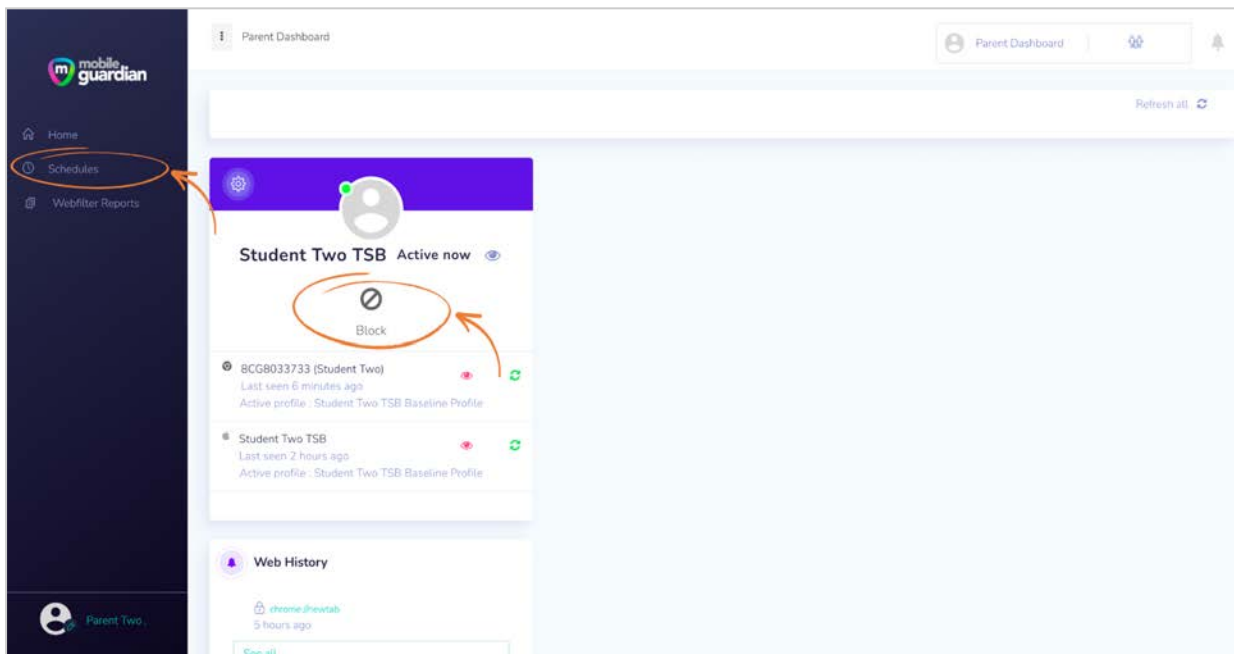 mobile
guardian
Home
Schedules
Webfilter Reports
Parent Two .
Parent Dashboard
Parent Dashboard
Refresh all
Student Two TSB Active now
Block
8CG8033733 (Student Two)
Last seen 6 minutes ago
Active profile : Student Two TSB Baseline Profile
Student Two TSB
Last seen 2 hours ago
Active profile : Student Two TSB Baseline Profile
Web History
chrome://newtab
5 hours ago
See all